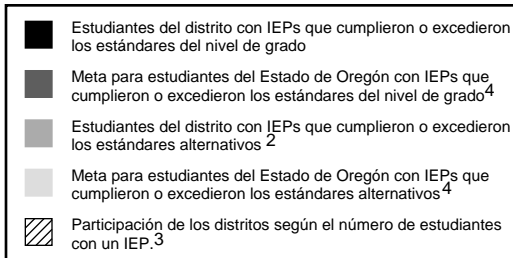 Estudiantes del distrito con IEPs que cumplieron o excedieron
los estándares del nivel de grado
Meta para estudiantes del Estado de Oregón con IEPs que
cumplieron o excedieron los estándares del nivel de grado4
Estudiantes del distrito con IEPs que cumplieron o excedieron
los estándares alternativos 2
Meta para estudiantes del Estado de Oregón con IEPs que
cumplieron o excedieron los estándares alternativos4
Participación de los distritos según el número de estudiantes
con un IEP.3